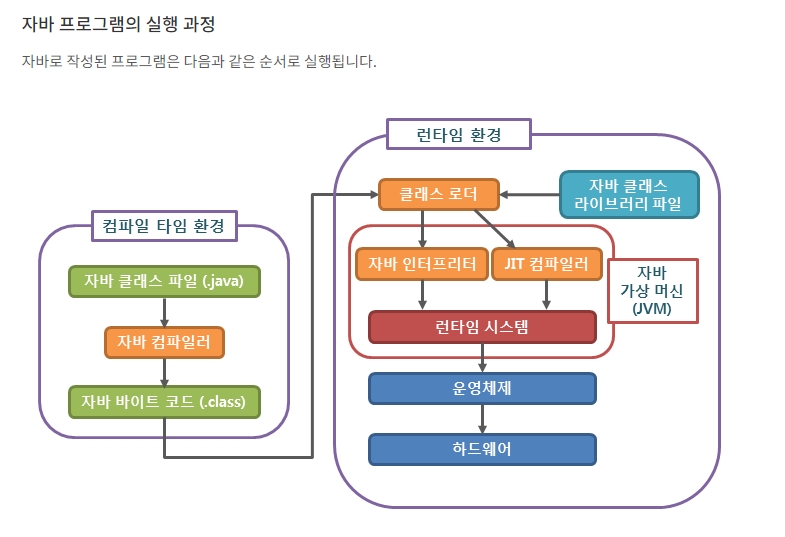 자바 프로그램의 실행 과정
자바로 작성된 프로그램은 다음과 같은 순서로 실행됩니다.
런타임 환경
클래스 로더
자바 클래스
라이브러리 파일
컴파일 타임 환경
자바 클래스 파일 (.java)
자바 컴파일러
자바 바이트 코드 (.class)
자바 인터프리터
JIT 컴파일러
자바
가상 머신
(JVM)
런타임 시스템
운영체제
하드웨어